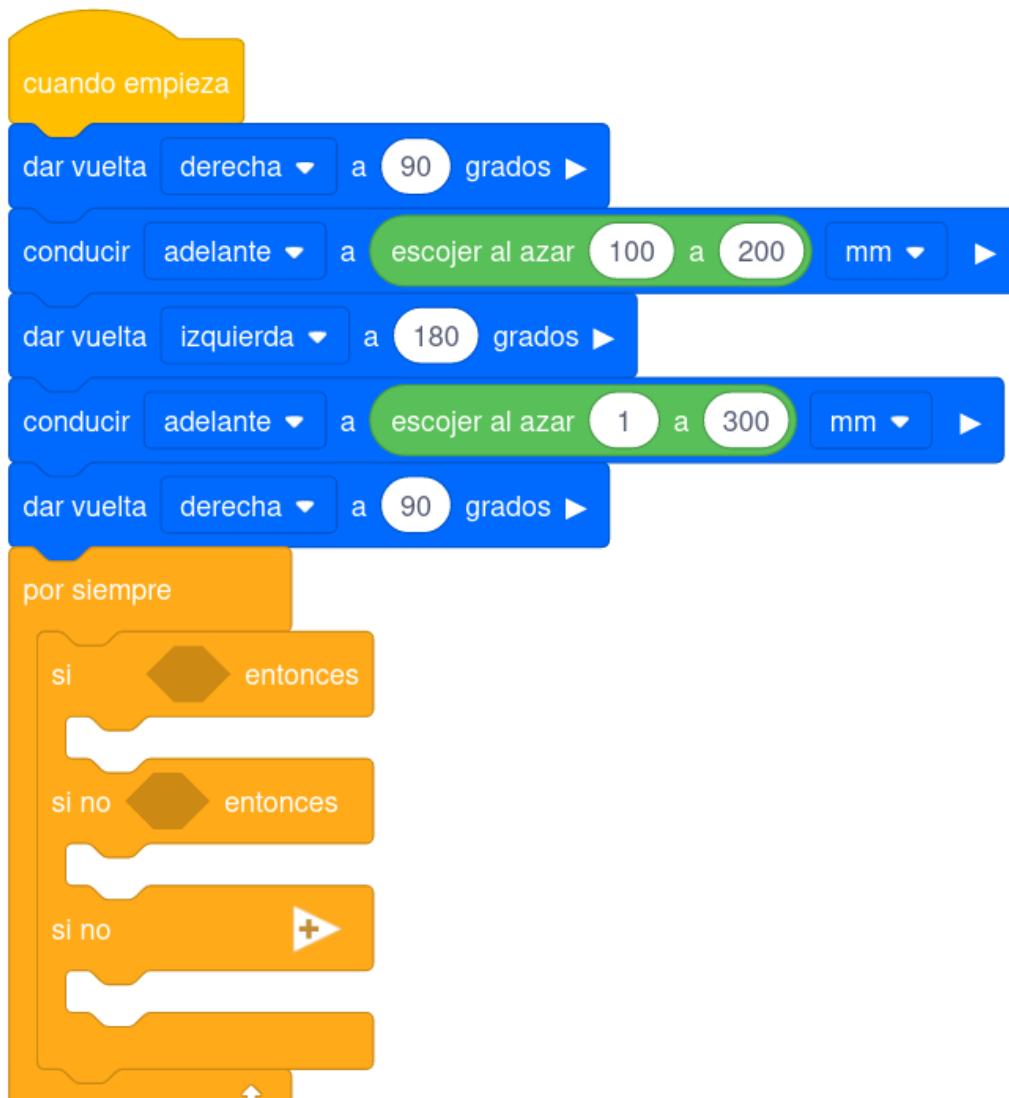 cuando empieza
dar vuelta derecha a 90 grados
conducir adelante a escojer al azar 100 a 200 mm
dar vuelta izquierda a 180 grados
conducir adelante a escojer al azar 1 a 300 mm
dar vuelta derecha a 90 grados
por siempre
si entonces
si no entonces
si no